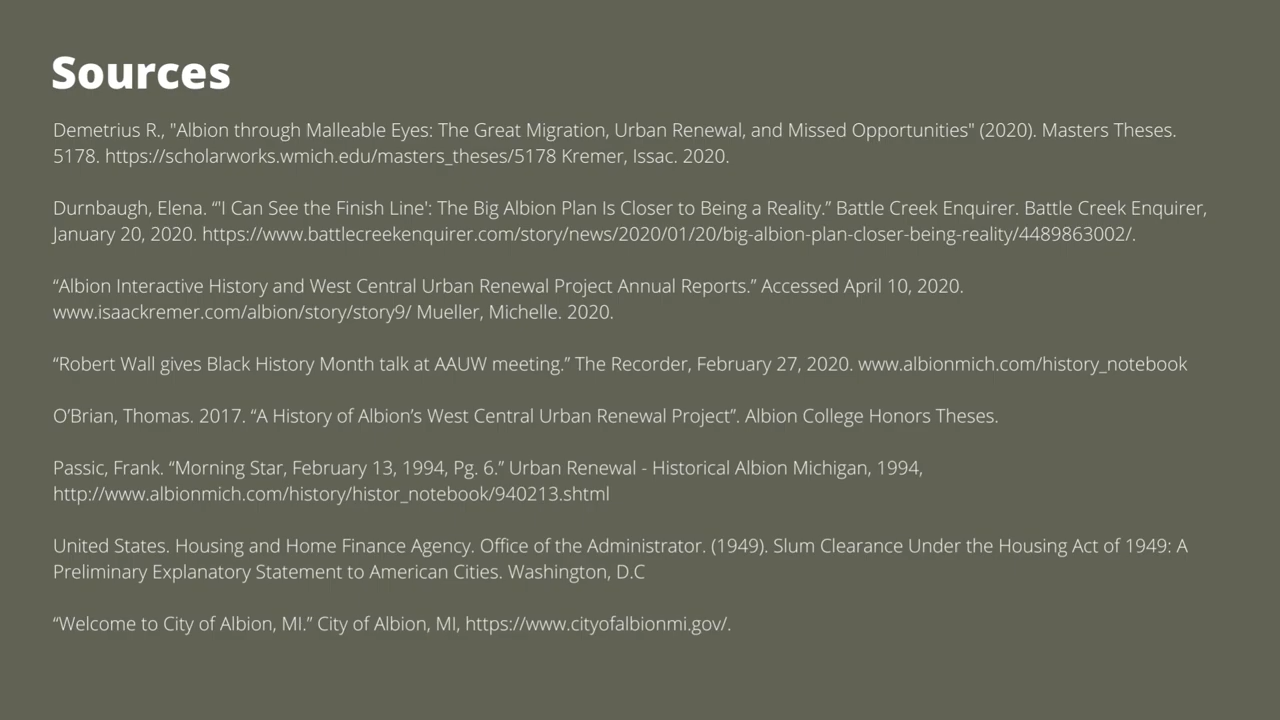 Sources
Demetrius R., "Albion through Malleable Eyes: The Great Migration, Urban Renewal, and Missed Opportunities" (2020). Masters Theses.
5178. https://scholarworks.wmich.edu/masters_theses/5178 Kremer, Issac. 2020.
Durnbaugh, Elena. “'I Can See the Finish Line': The Big Albion Plan Is Closer to Being a Reality.” Battle Creek Enquirer. Battle Creek Enquirer,
January 20, 2020. https://www.battlecreekenquirer.com/story/news/2020/01/20/big-albion-plan-closer-being-reality/4489863002/.
“Albion Interactive History and West Central Urban Renewal Project Annual Reports.” Accessed April 10, 2020.
www.isaackremer.com/albion/story/story9/ Mueller, Michelle. 2020.
“Robert Wall gives Black History Month talk at AAUW meeting.” The Recorder, February 27, 2020. www.albionmich.com/history_notebook
O’Brian, Thomas. 2017. “A History of Albion’s West Central Urban Renewal Project”. Albion College Honors Theses.
Passic, Frank. “Morning Star, February 13, 1994, Pg. 6.” Urban Renewal - Historical Albion Michigan, 1994,
http://www.albionmich.com/history/histor_notebook/940213.shtml
United States. Housing and Home Finance Agency. Office of the Administrator. (1949). Slum Clearance Under the Housing Act of 1949: A
Preliminary Explanatory Statement to American Cities. Washington, D.C
“Welcome to City of Albion, MI.” City of Albion, MI, https://www.cityofalbionmi.gov/.